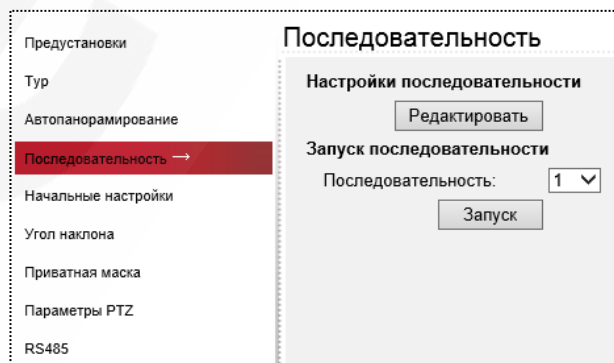 Предустановки
Тур
Автопанорамирование
Последовательность →
Начальные настройки
Угол наклона
Приватная маска
Параметры PTZ
RS485
Последовательность
Настройки последовательности
Редактировать
Запуск последовательности
Последовательность: 1
Запуск